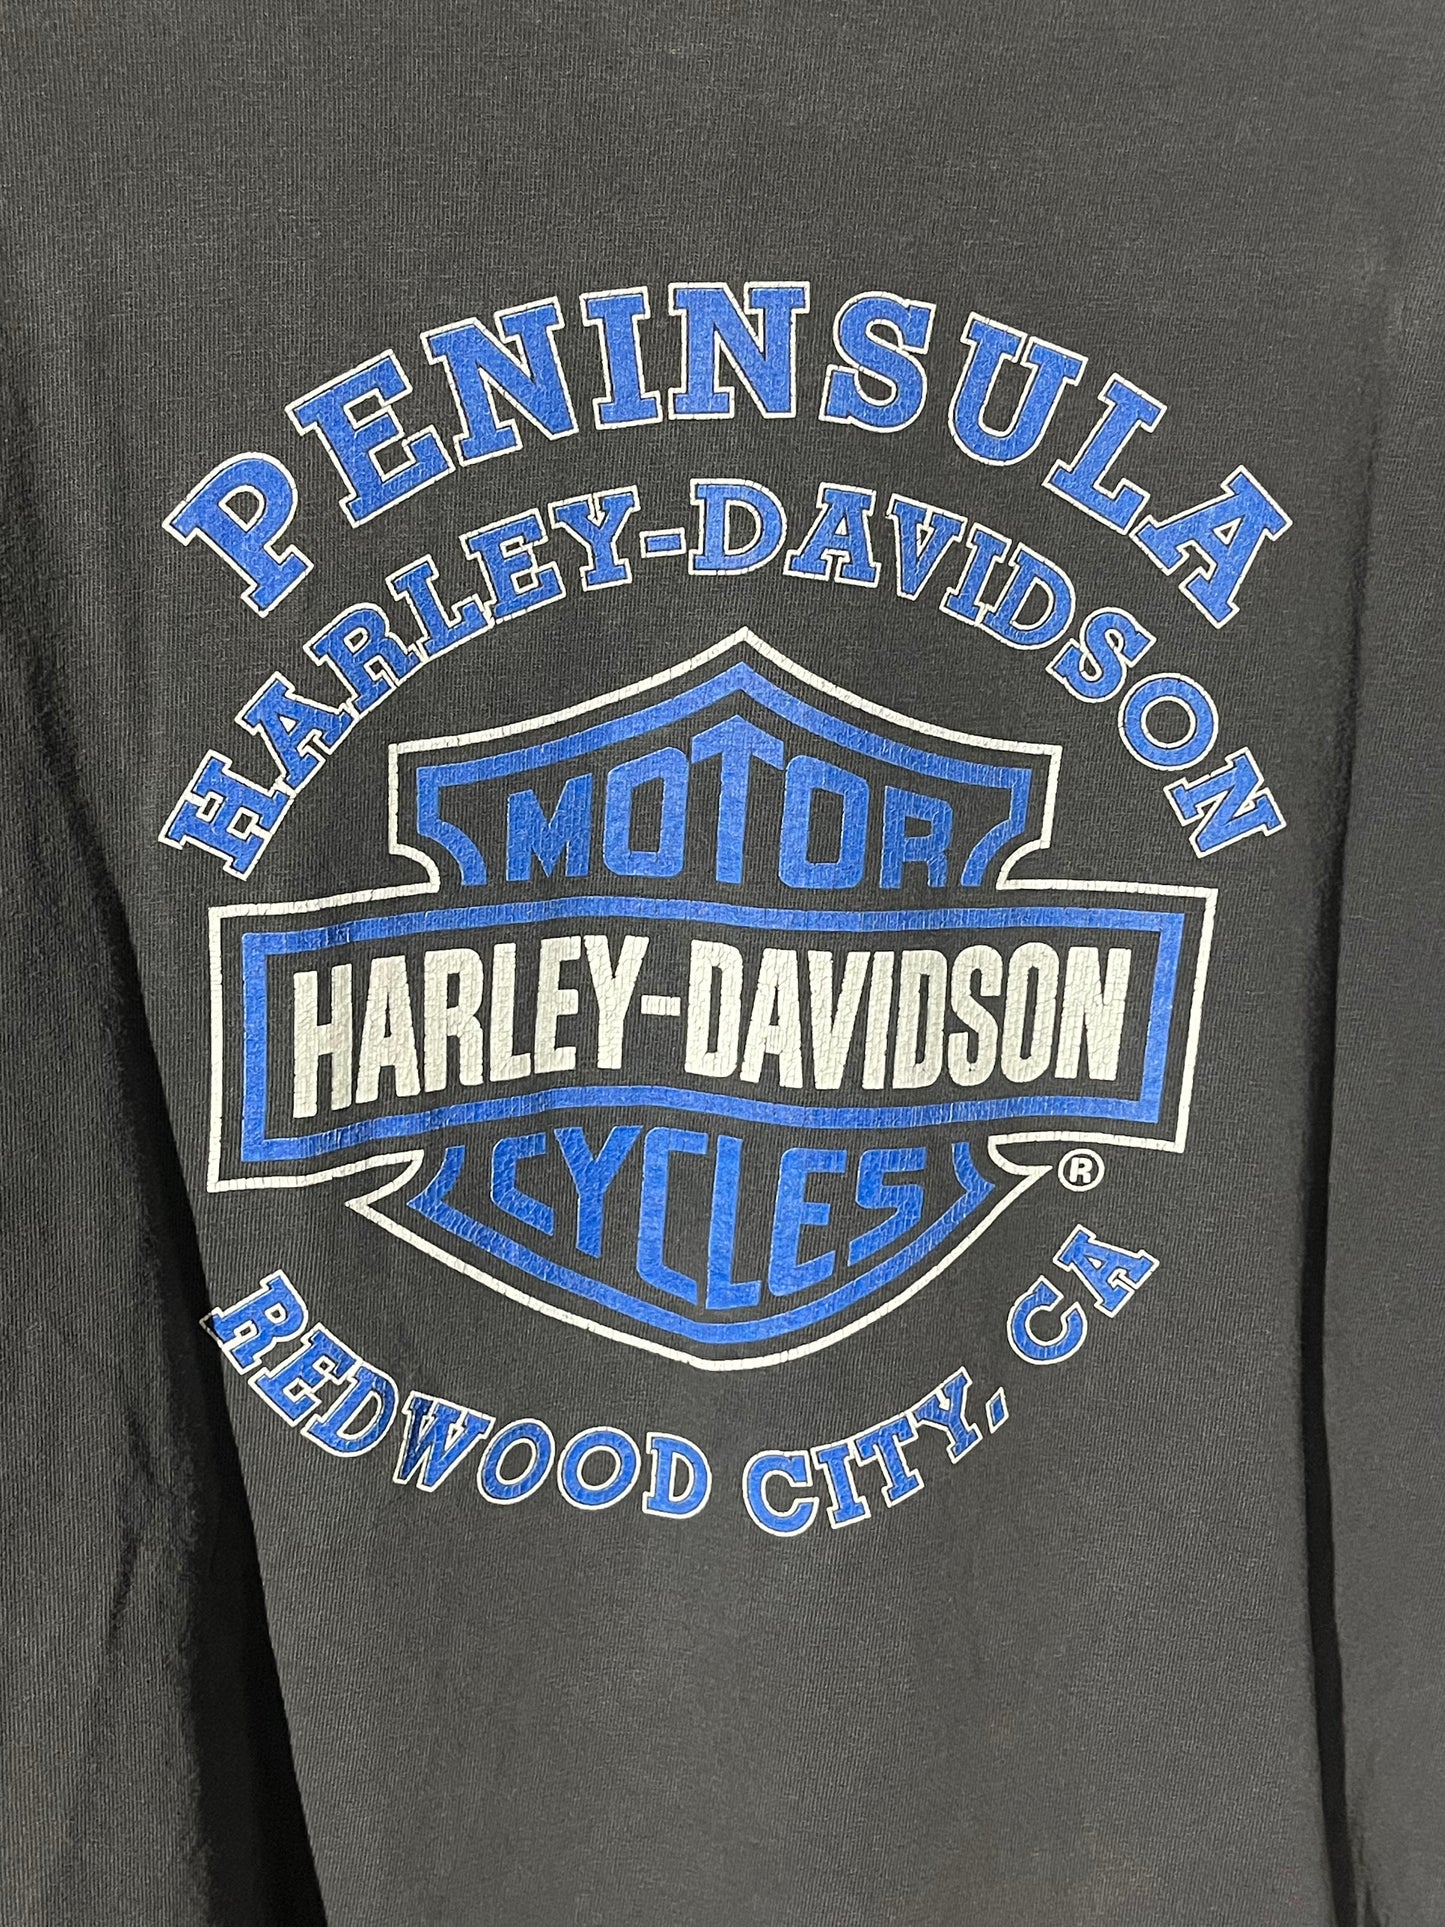 PENINSULA
HARLEY-DAVIDSON
MOTOR
HARLEY-DAVIDSON
CYCLES
®
REDWOOD CITY, CA